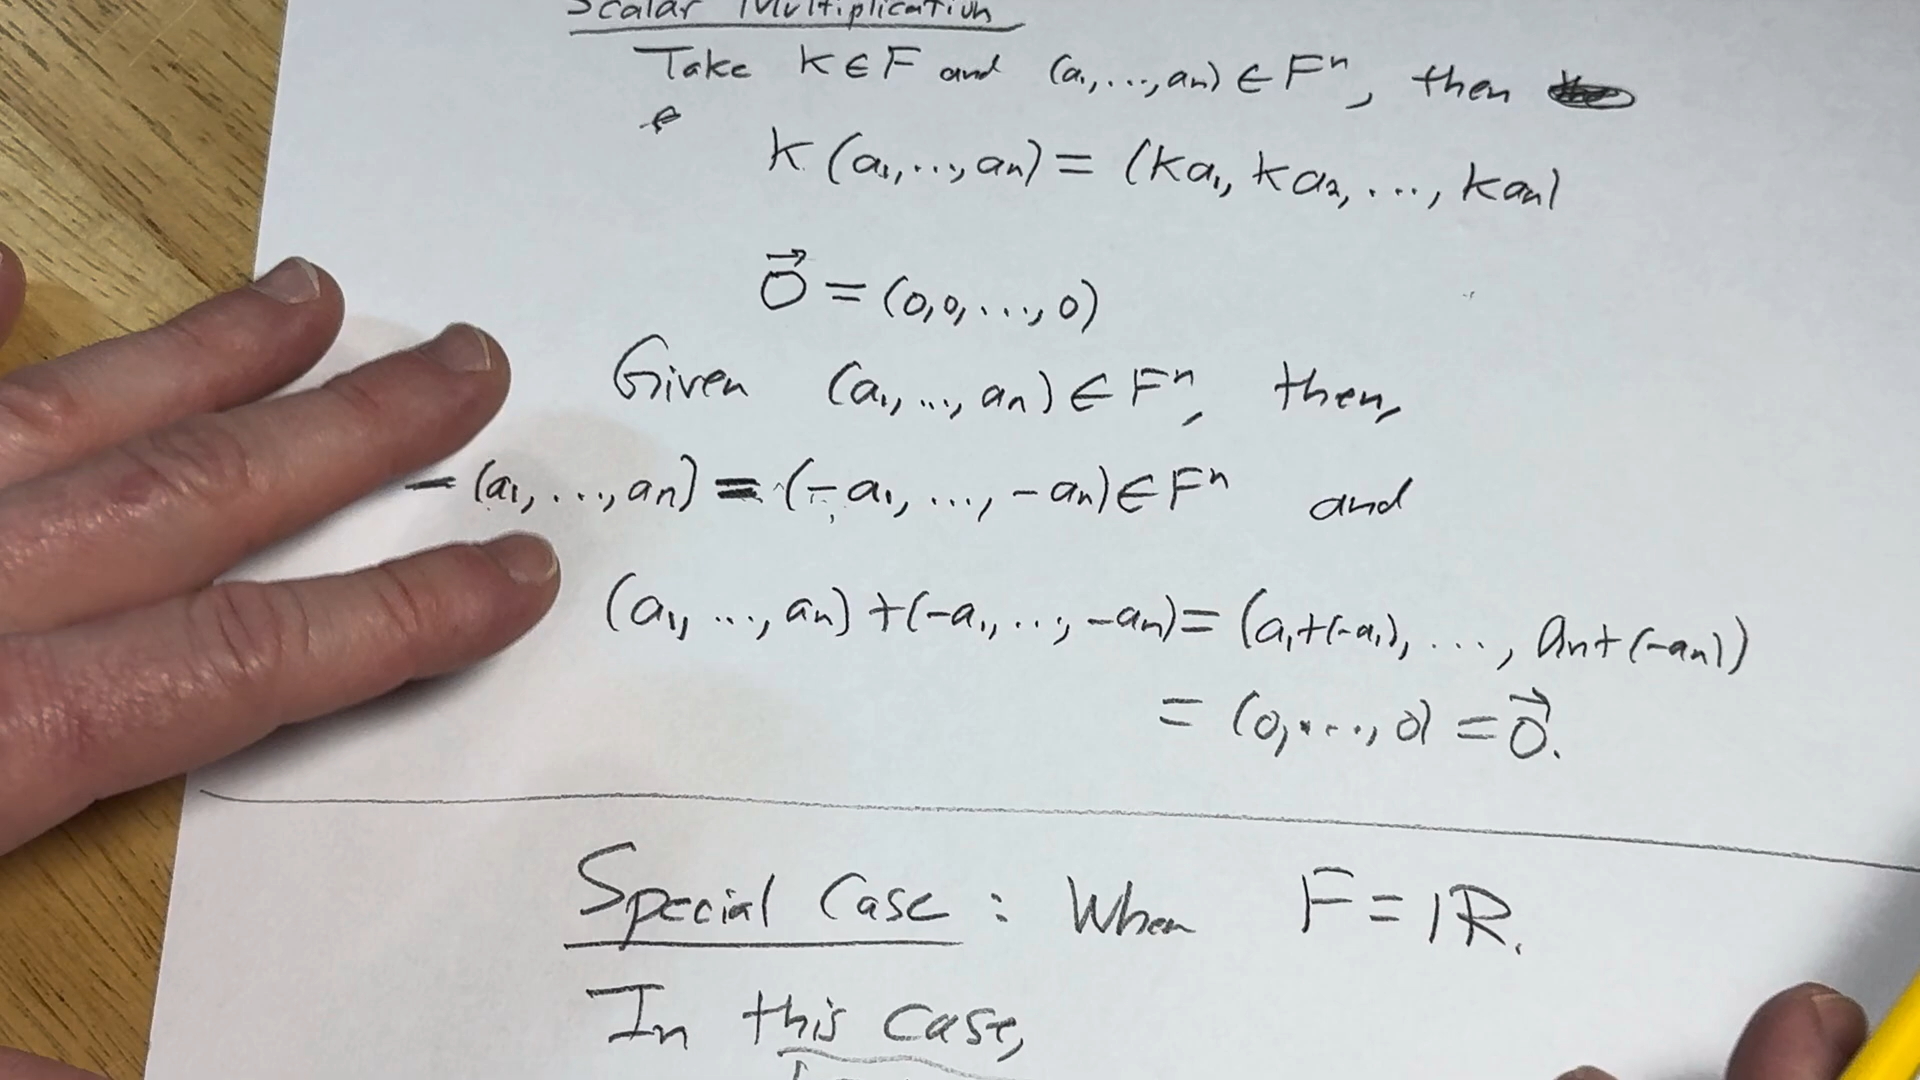 Scalar Multiplication
Take K ∈ F and (a₁, ..., aₙ) ∈ Fⁿ, then
K (a₁, ..., aₙ) = (Ka₁, Ka₂, ..., Kaₙ)
0⃗ = (0, 0, ..., 0)
Given (a₁, ..., aₙ) ∈ Fⁿ, then,
- (a₁, ..., aₙ) = (-a₁, ..., -aₙ) ∈ Fⁿ and
(a₁, ..., aₙ) + (-a₁, ..., -aₙ) = (a₁+(-a₁), ..., aₙ+(-aₙ))
= (0, ..., 0) = 0⃗.
Special Case : When F = ℝ.
In this case,